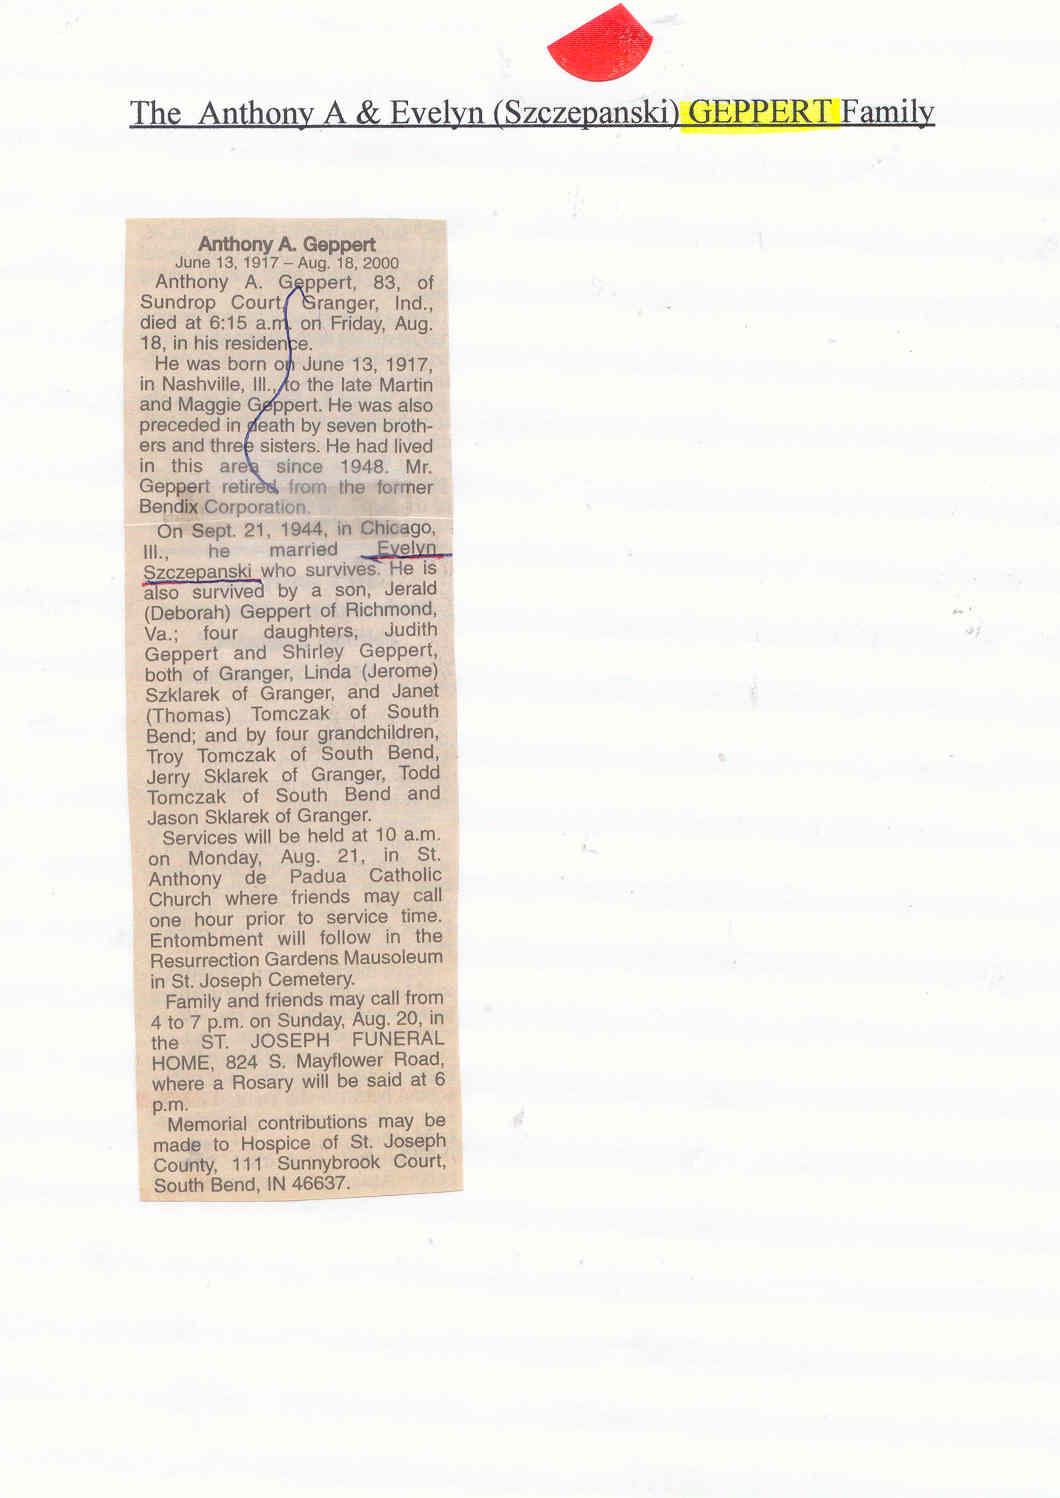 The Anthony A & Evelyn (Szczepanski) GEPPERT Family
Anthony A. Geppert
June 13, 1917 – Aug. 18, 2000
Anthony A. Geppert, 83, of
Sundrop Court, Granger, Ind.,
died at 6:15 a.m. on Friday, Aug.
18, in his residence.
He was born on June 13, 1917,
in Nashville, Ill., to the late Martin
and Maggie Geppert. He was also
preceded in death by seven broth-
ers and three sisters. He had lived
in this area since 1948. Mr.
Geppert retired from the former
Bendix Corporation.
On Sept. 21, 1944, in Chicago,
Ill., he married Evelyn
Szczepanski who survives. He is
also survived by a son, Jerald
(Deborah) Geppert of Richmond,
Va.; four daughters, Judith
Geppert and Shirley Geppert,
both of Granger, Linda (Jerome)
Szklarek of Granger, and Janet
(Thomas) Tomczak of South
Bend; and by four grandchildren,
Troy Tomczak of South Bend,
Jerry Sklarek of Granger, Todd
Tomczak of South Bend and
Jason Sklarek of Granger.
Services will be held at 10 a.m.
on Monday, Aug. 21, in St.
Anthony de Padua Catholic
Church where friends may call
one hour prior to service time.
Entombment will follow in the
Resurrection Gardens Mausoleum
in St. Joseph Cemetery.
Family and friends may call from
4 to 7 p.m. on Sunday, Aug. 20, in
the ST. JOSEPH FUNERAL
HOME, 824 S. Mayflower Road,
where a Rosary will be said at 6
p.m.
Memorial contributions may be
made to Hospice of St. Joseph
County, 111 Sunnybrook Court,
South Bend, IN 46637.